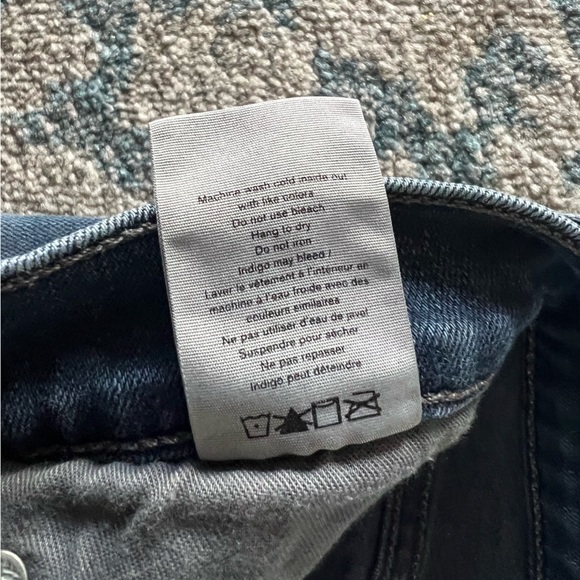 Machine wash cold inside out
with like colors
Do not use bleach
Hang to dry
Do not iron
Indigo may bleed /
Laver le vêtement à l'intérieur en
machine à l'eau froide avec des
couleurs similaires
Ne pas utiliser d'eau de javel
Suspendre pour sécher
Ne pas repasser
Indigo peut déteindre